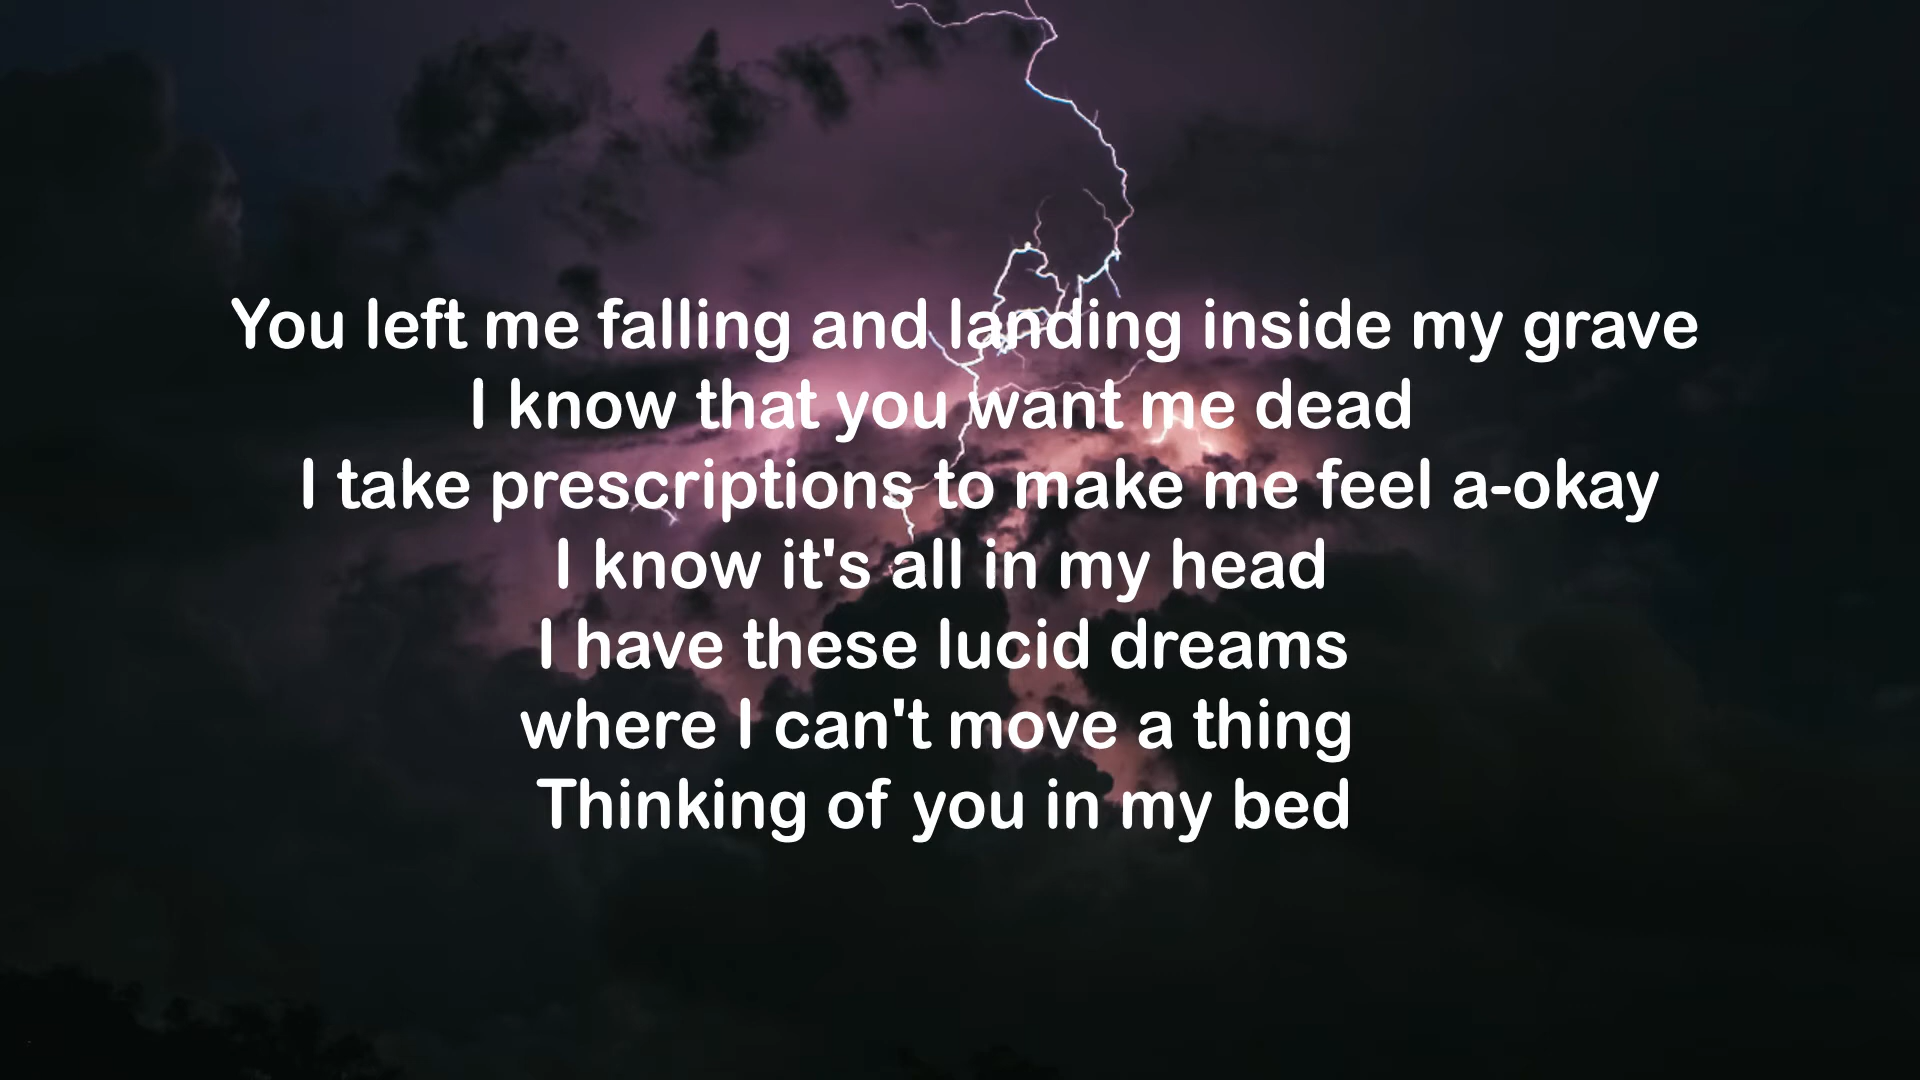 You left me falling and landing inside my grave
I know that you want me dead
I take prescriptions to make me feel a-okay
I know it's all in my head
I have these lucid dreams
where I can't move a thing
Thinking of you in my bed